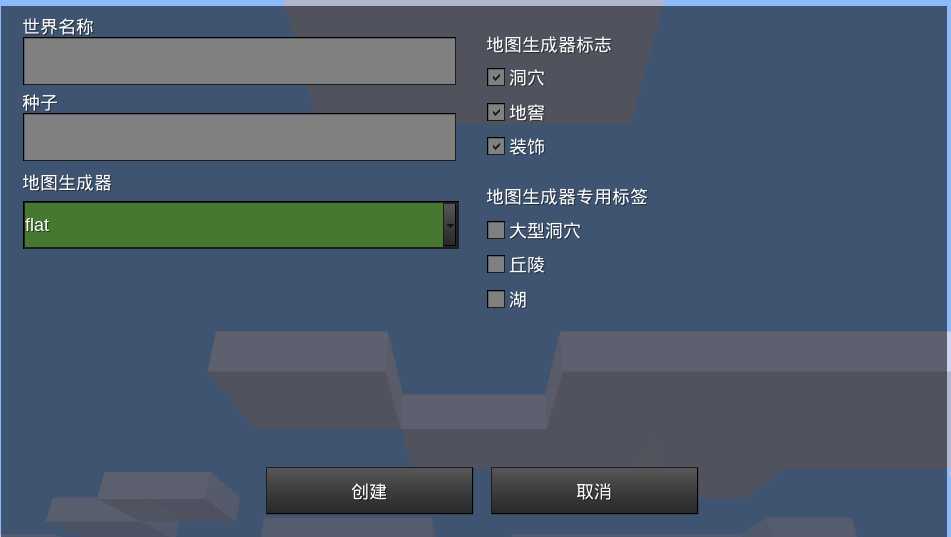 世界名称
种子
地图生成器
flat
地图生成器标志
洞穴
地窖
装饰
地图生成器专用标签
大型洞穴
丘陵
湖
创建
取消